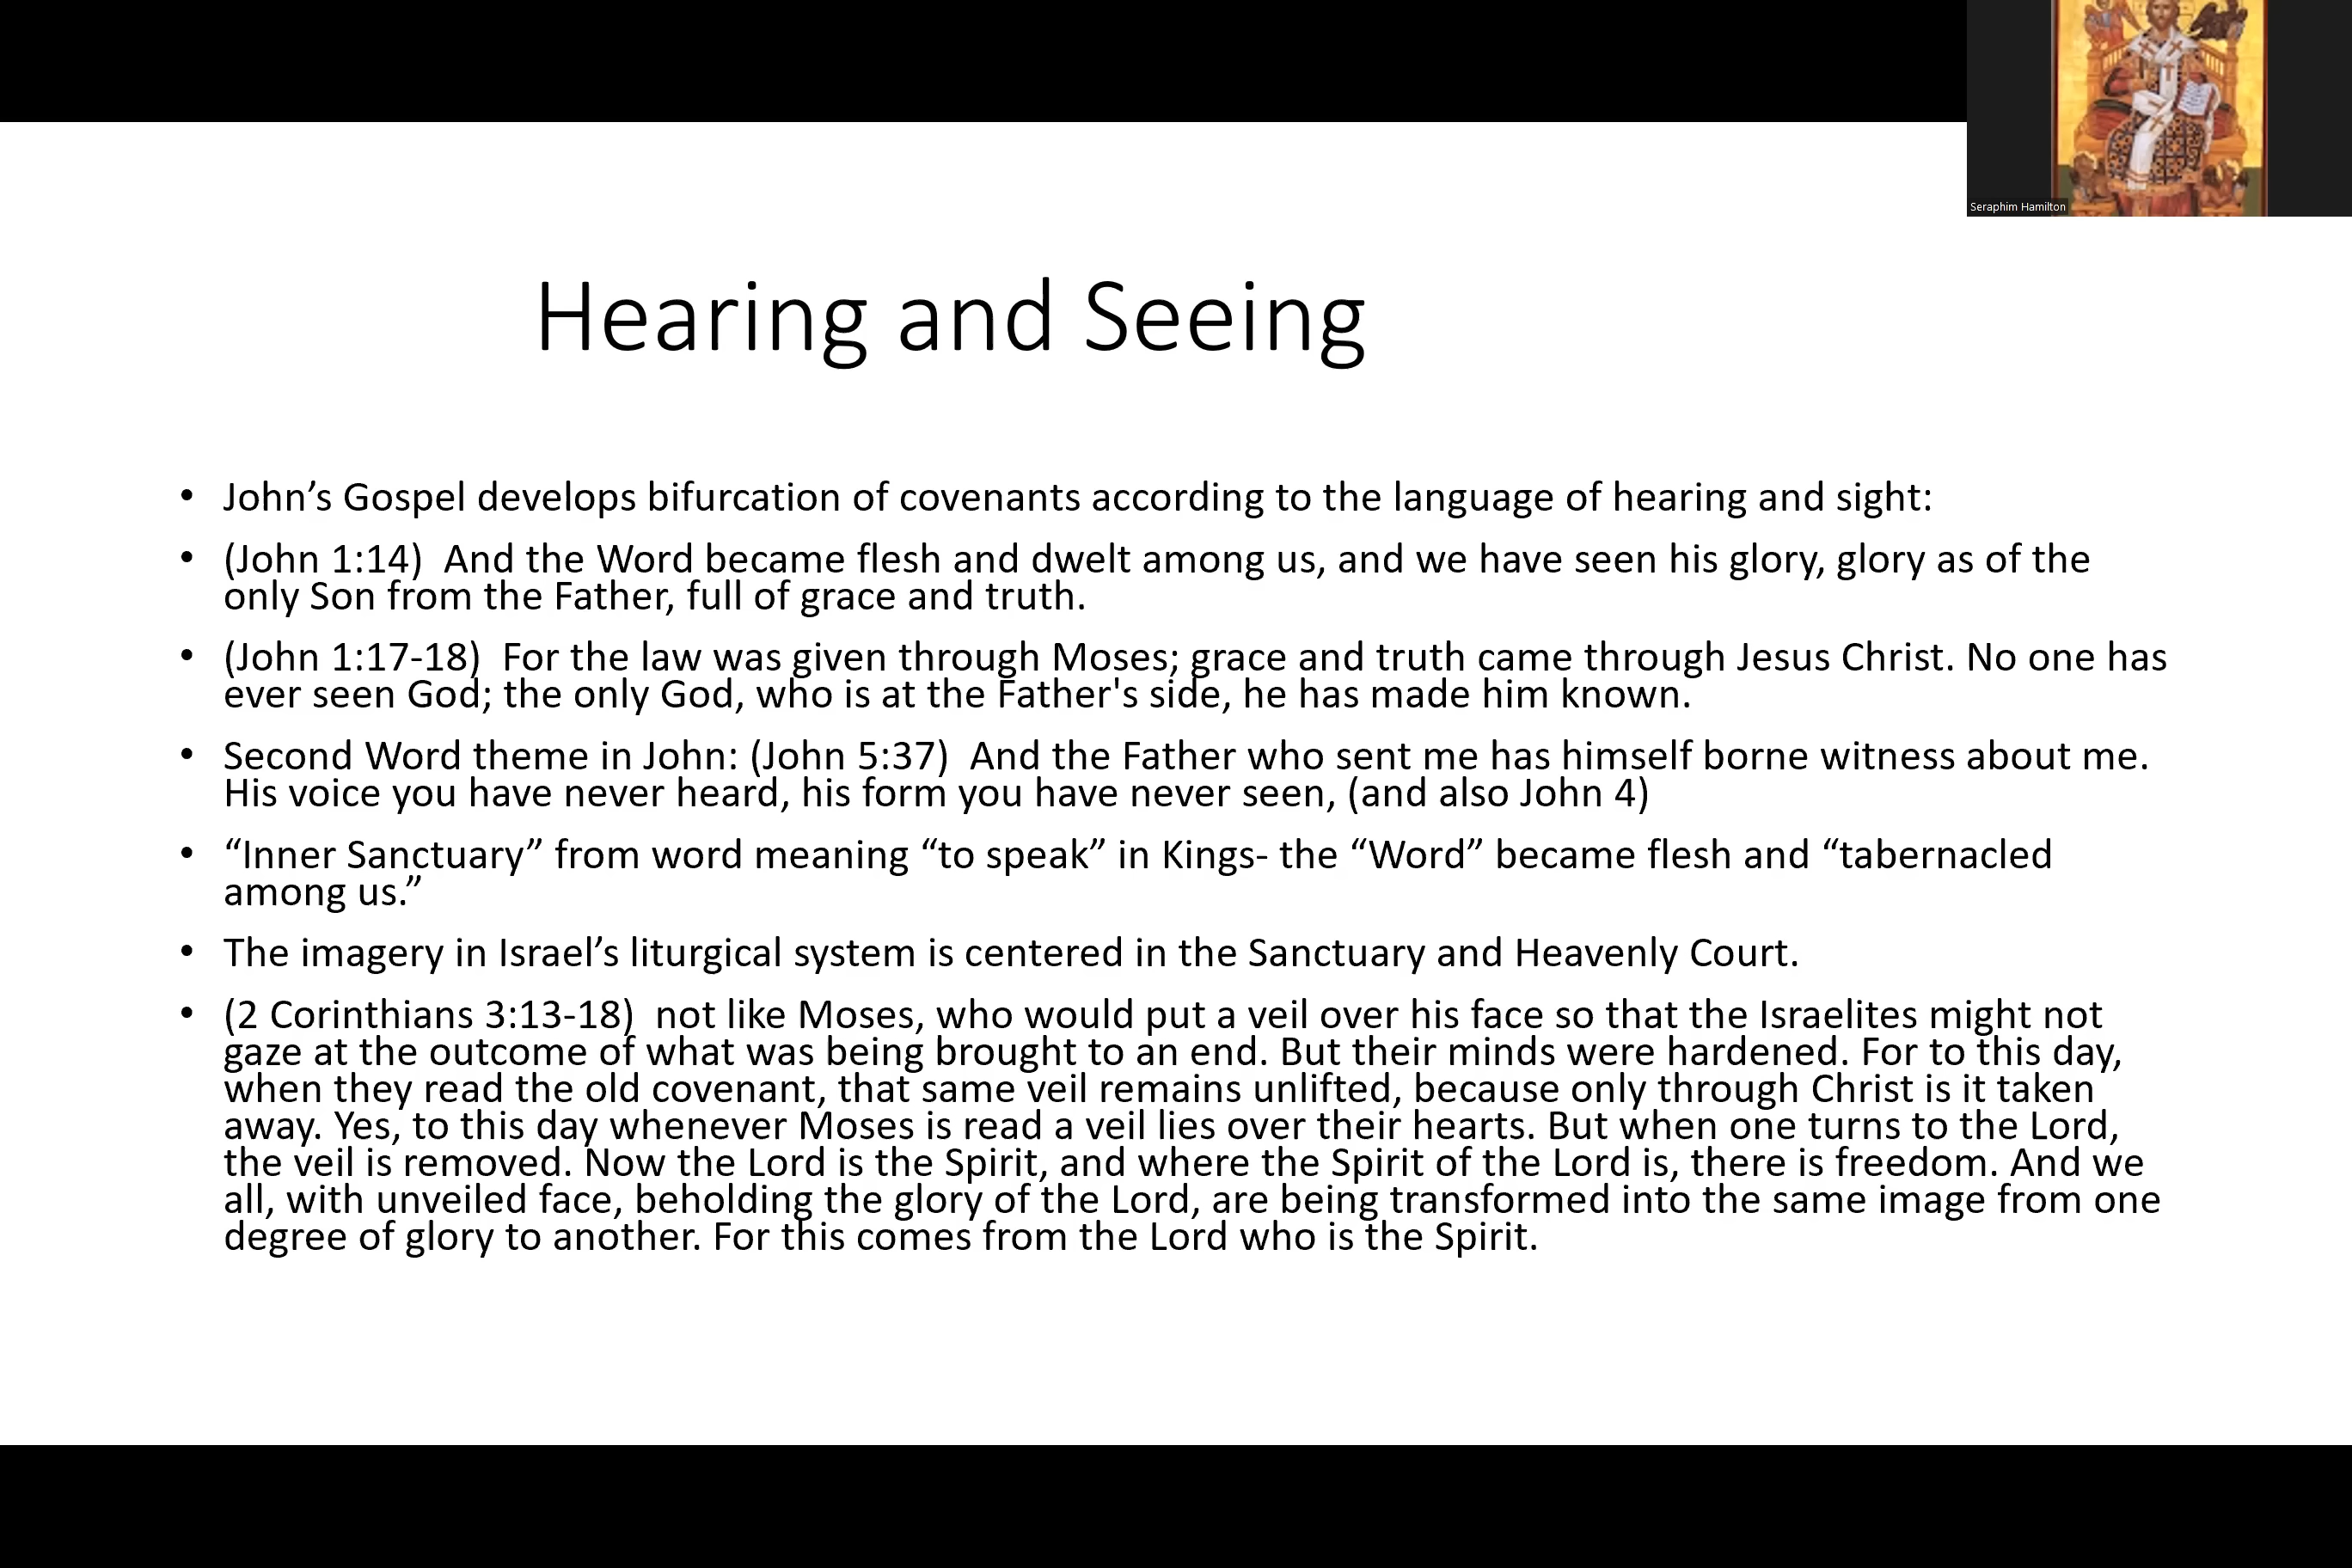 Seraphim Hamilton
Hearing and Seeing
• John’s Gospel develops bifurcation of covenants according to the language of hearing and sight:
• (John 1:14)  And the Word became flesh and dwelt among us, and we have seen his glory, glory as of the
only Son from the Father, full of grace and truth.
• (John 1:17-18)  For the law was given through Moses; grace and truth came through Jesus Christ. No one has
ever seen God; the only God, who is at the Father's side, he has made him known.
• Second Word theme in John: (John 5:37)  And the Father who sent me has himself borne witness about me.
His voice you have never heard, his form you have never seen, (and also John 4)
• “Inner Sanctuary” from word meaning “to speak” in Kings- the “Word” became flesh and “tabernacled
among us.”
• The imagery in Israel’s liturgical system is centered in the Sanctuary and Heavenly Court.
• (2 Corinthians 3:13-18)  not like Moses, who would put a veil over his face so that the Israelites might not
gaze at the outcome of what was being brought to an end. But their minds were hardened. For to this day,
when they read the old covenant, that same veil remains unlifted, because only through Christ is it taken
away. Yes, to this day whenever Moses is read a veil lies over their hearts. But when one turns to the Lord,
the veil is removed. Now the Lord is the Spirit, and where the Spirit of the Lord is, there is freedom. And we
all, with unveiled face, beholding the glory of the Lord, are being transformed into the same image from one
degree of glory to another. For this comes from the Lord who is the Spirit.